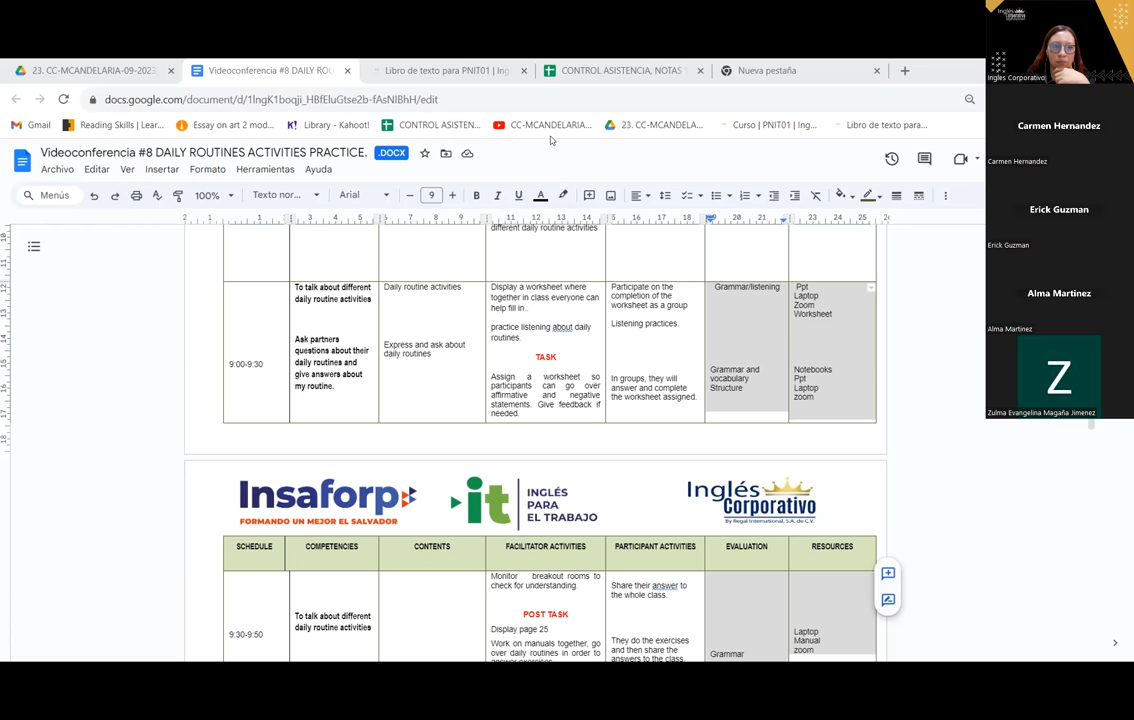 23. CC-MCANDELARIA-09-2023
Videoconferencia #8 DAILY ROU
Libro de texto para PNIT01 | Ing
CONTROL ASISTENCIA, NOTAS
Nueva pestaña
docs.google.com/document/d/1lngK1boqji_HBfEluGtse2b-fAsNIBhH/edit
Gmail
Reading Skills | Lear...
Essay on art 2 mod...
Library - Kahoot!
CONTROL ASISTEN...
CC-MCANDELARIA...
23. CC-MCANDELA...
Curso | PNIT01 | Ing...
Libro de texto para...
Videoconferencia #8 DAILY ROUTINES ACTIVITIES PRACTICE.
.DOCX
Archivo Editar Ver Insertar Formato Herramientas Ayuda
Menús
100%
Texto norm...
Arial
9
different daily routine activities
9:00-9:30
To talk about different
daily routine activities
Ask partners
questions about their
daily routines and
give answers about
my routine.
Daily routine activities
Express and ask about
daily routines
Display a worksheet where
together in class everyone can
help fill in..
practice listening about daily
routines.
TASK
Assign a worksheet so
participants can go over
affirmative and negative
statements. Give feedback if
needed.
Participate on the
completion of the
worksheet as a group
Listening practices.
In groups, they will
answer and complete
the worksheet assigned.
Grammar/listening
Grammar and
vocabulary
Structure
Ppt
Laptop
Zoom
Worksheet
Notebooks
Ppt
Laptop
zoom
Insaforp
FORMANDO UN MEJOR EL SALVADOR
it
INGLÉS
PARA
EL TRABAJO
Inglés
Corporativo
By Regal International, S.A. de C.V.
SCHEDULE
COMPETENCIES
CONTENTS
FACILITATOR ACTIVITIES
PARTICIPANT ACTIVITIES
EVALUATION
RESOURCES
9:30-9:50
To talk about different
daily routine activities
Monitor breakout rooms to
check for understanding.
POST TASK
Display page 25
Work on manuals together, go
over daily routines in order to
answer exercises
Share their answer to
the whole class.
They do the exercises
and then share the
answers to the class.
Grammar
Laptop
Manual
zoom
Inglés
Corporativo
Ingles Corporativo
Carmen Hernandez
Carmen Hernandez
Erick Guzman
Erick Guzman
Alma Martinez
Alma Martinez
Z
Zulma Evangelina Magaña Jimenez